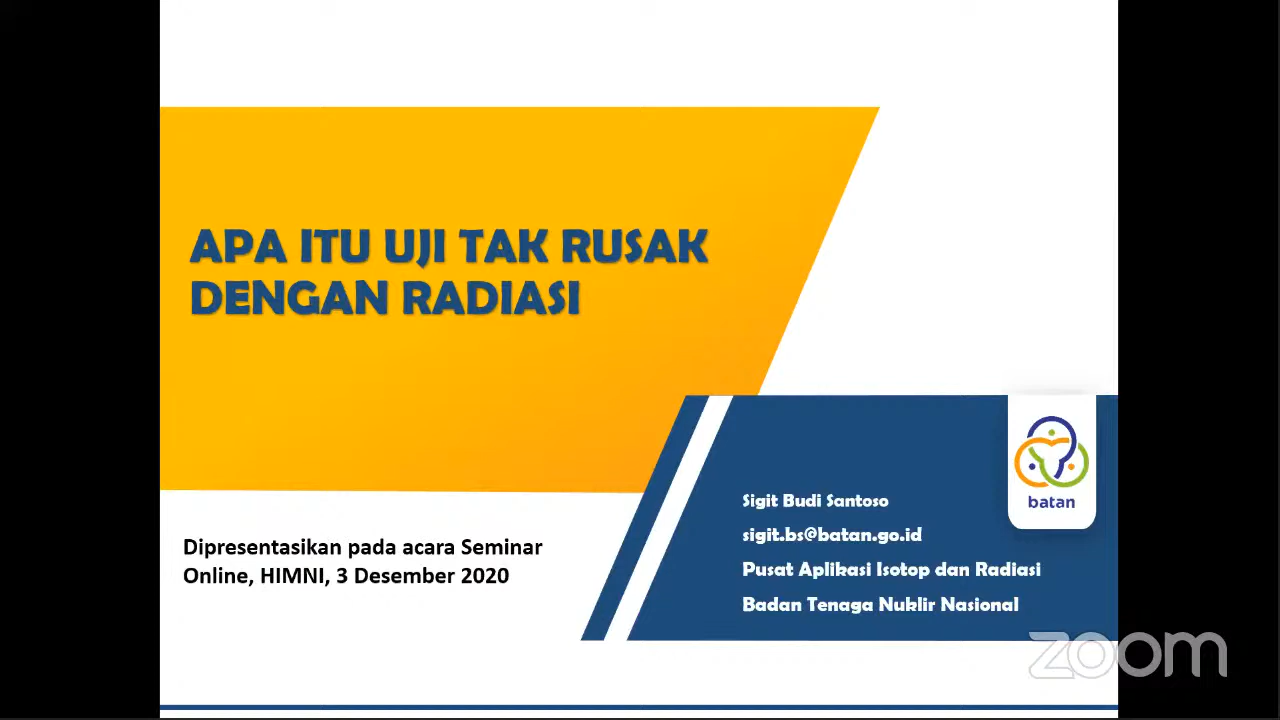 APA ITU UJI TAK RUSAK
DENGAN RADIASI
Dipresentasikan pada acara Seminar
Online, HIMNI, 3 Desember 2020
batan
Sigit Budi Santoso
sigit.bs@batan.go.id
Pusat Aplikasi Isotop dan Radiasi
Badan Tenaga Nuklir Nasional
zoom